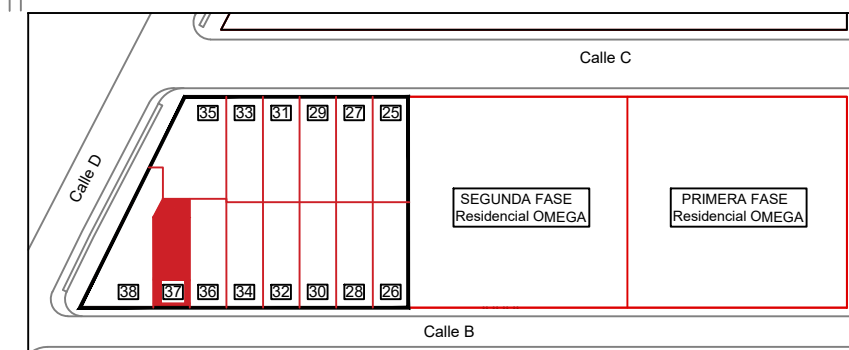 Calle C
35 33 31 29 27 25
Calle D
SEGUNDA FASE
Residencial OMEGA
PRIMERA FASE
Residencial OMEGA
38 37 36 34 32 30 28 26
Calle B